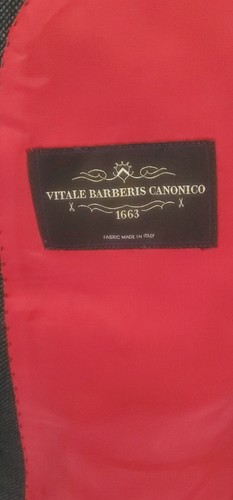 VITALE BARBERIS CANONICO
1663
FABRIC MADE IN ITALY